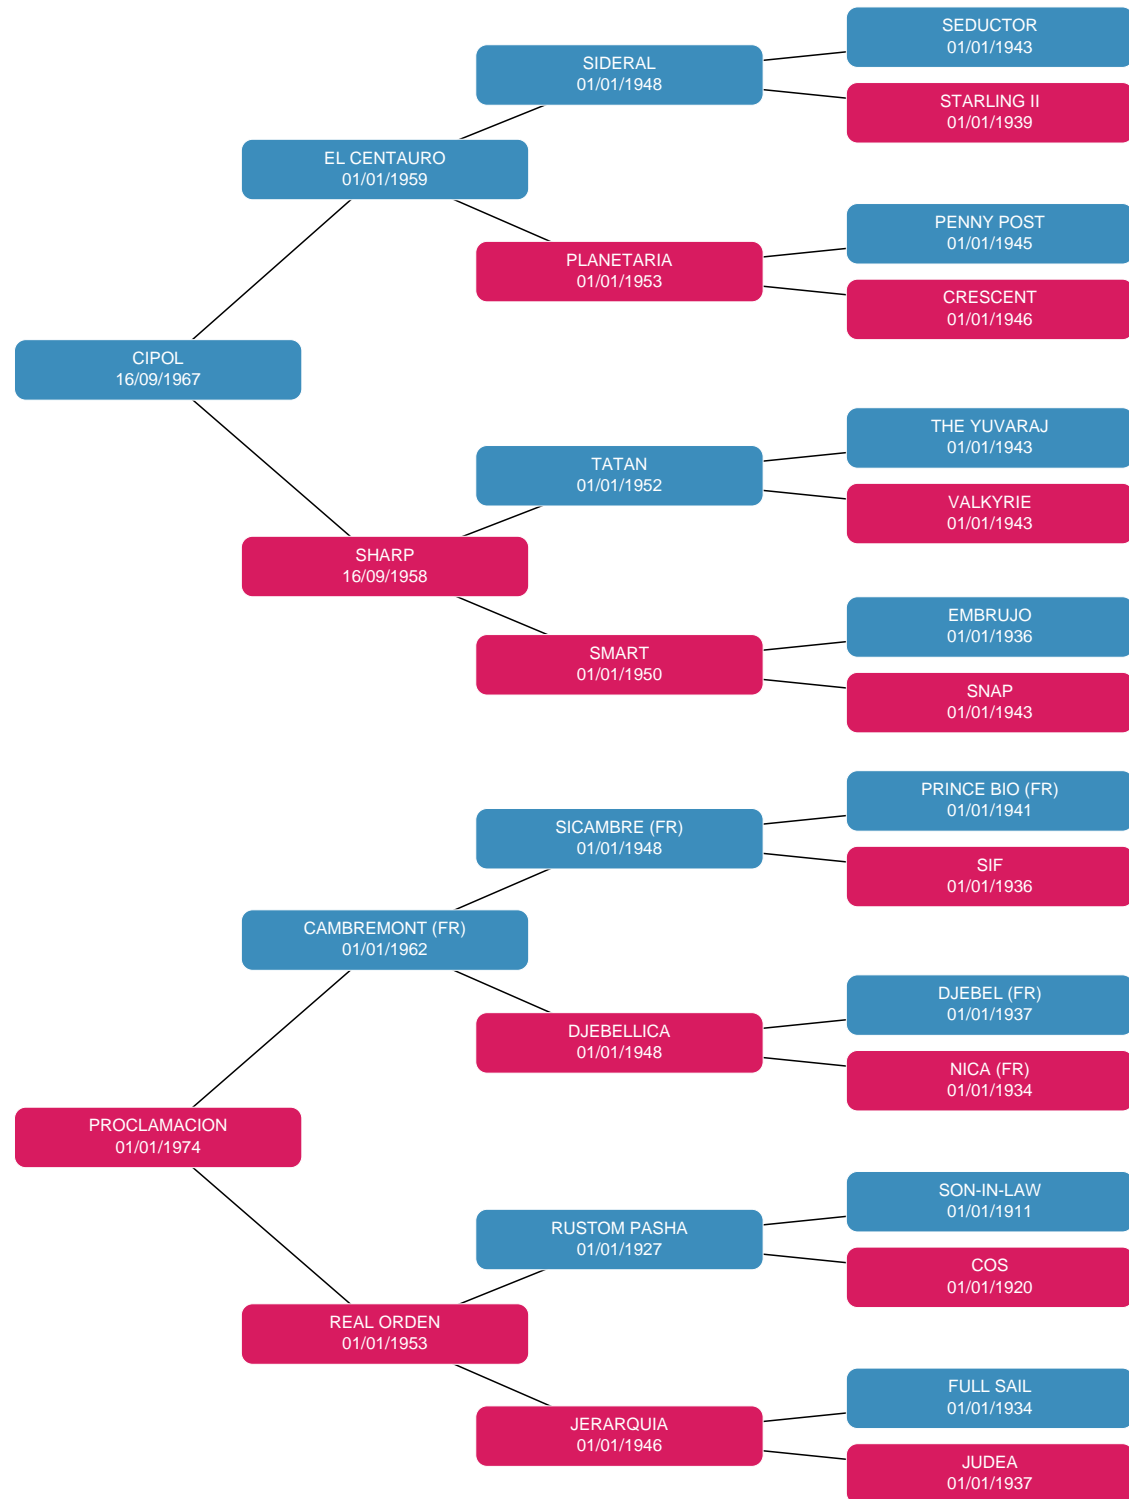 SEDUCTOR
01/01/1943
SIDERAL
01/01/1948
STARLING II
01/01/1939
EL CENTAURO
01/01/1959
PENNY POST
01/01/1945
PLANETARIA
01/01/1953
CRESCENT
01/01/1946
CIPOL
16/09/1967
THE YUVARAJ
01/01/1943
TATAN
01/01/1952
VALKYRIE
01/01/1943
SHARP
16/09/1958
EMBRUJO
01/01/1936
SMART
01/01/1950
SNAP
01/01/1943
PRINCE BIO (FR)
01/01/1941
SICAMBRE (FR)
01/01/1948
SIF
01/01/1936
CAMBREMONT (FR)
01/01/1962
DJEBEL (FR)
01/01/1937
DJEBELLICA
01/01/1948
NICA (FR)
01/01/1934
PROCLAMACION
01/01/1974
SON-IN-LAW
01/01/1911
RUSTOM PASHA
01/01/1927
COS
01/01/1920
REAL ORDEN
01/01/1953
FULL SAIL
01/01/1934
JERARQUIA
01/01/1946
JUDEA
01/01/1937